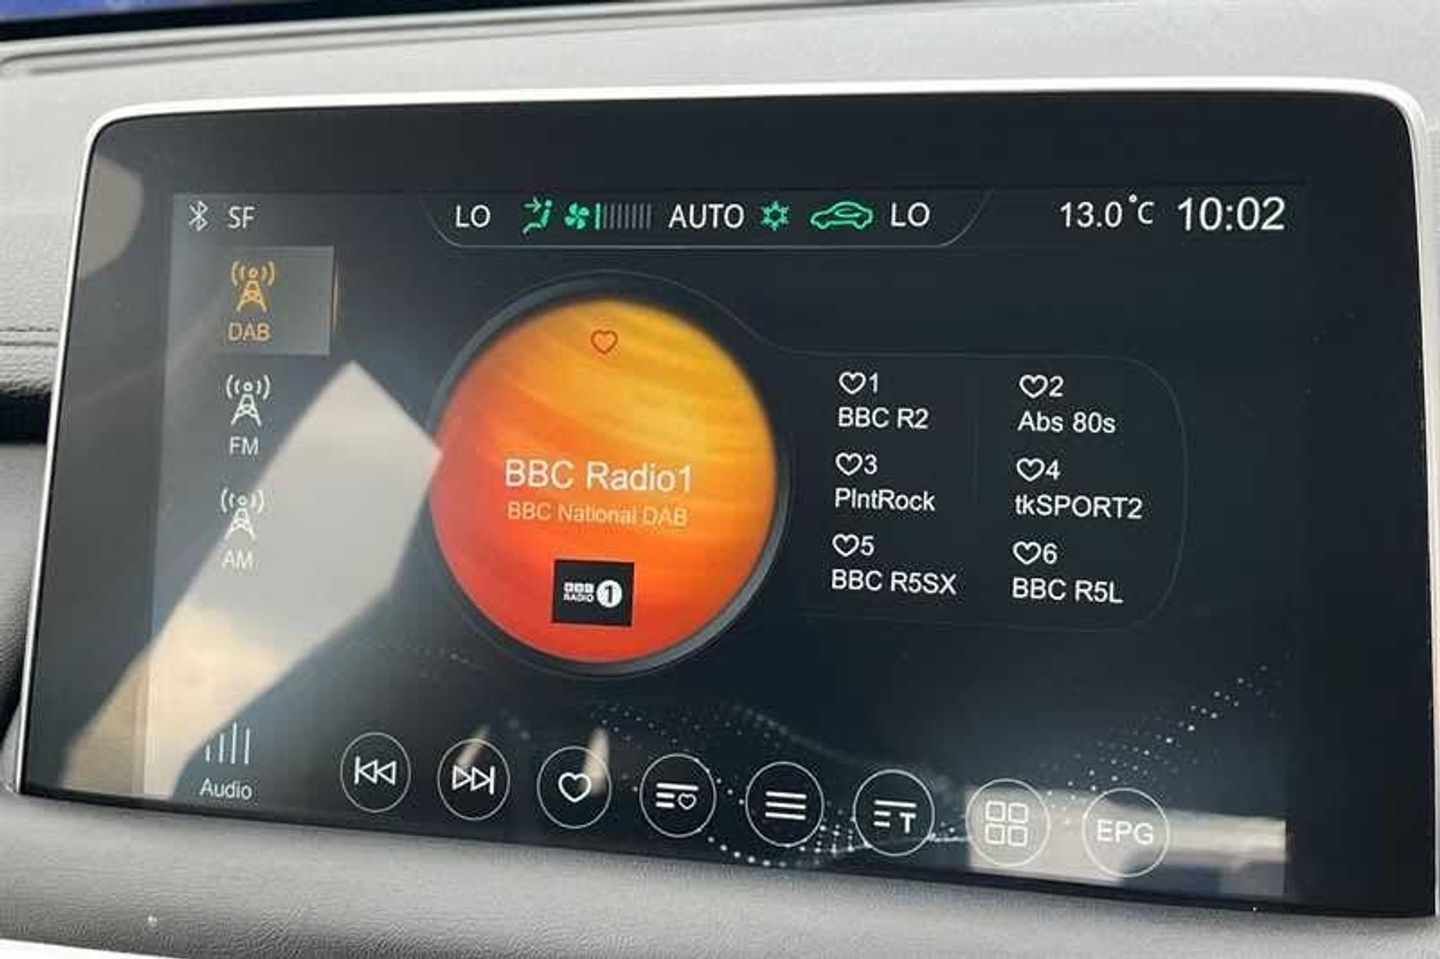 SF
LO AUTO LO
13.0°C 10:02
DAB
FM
AM
Audio
BBC Radio1
BBC National DAB
BBC
RADIO 1
1
BBC R2
2
Abs 80s
3
PlntRock
4
tkSPORT2
5
BBC R5SX
6
BBC R5L
T
EPG